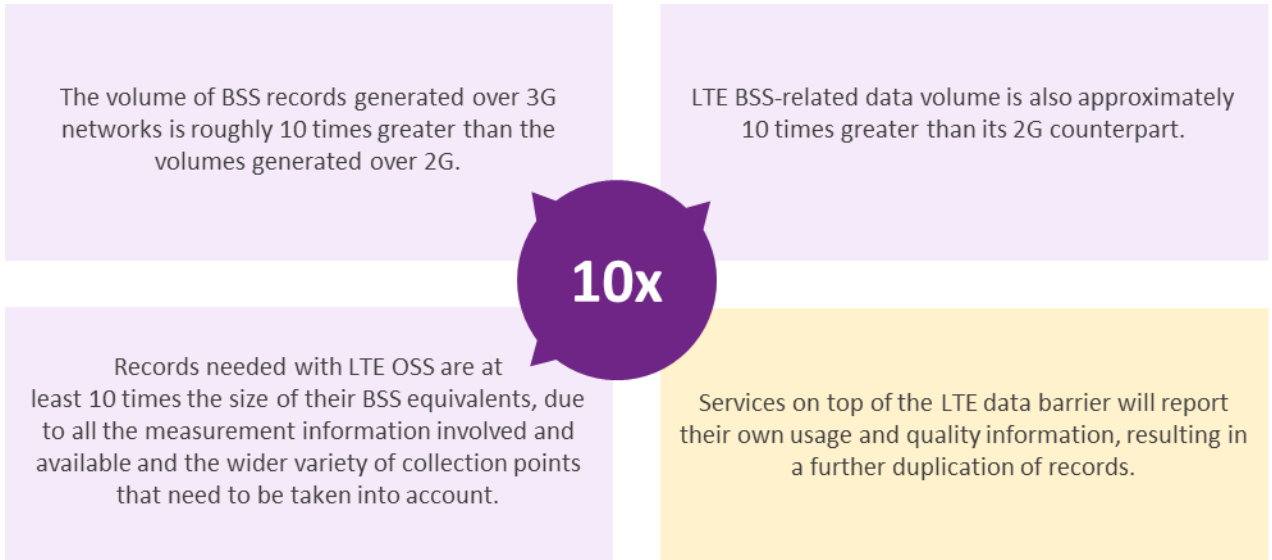 The volume of BSS records generated over 3G
networks is roughly 10 times greater than the
volumes generated over 2G.
LTE BSS-related data volume is also approximately
10 times greater than its 2G counterpart.
10x
Records needed with LTE OSS are at
least 10 times the size of their BSS equivalents, due
to all the measurement information involved and
available and the wider variety of collection points
that need to be taken into account.
Services on top of the LTE data barrier will report
their own usage and quality information, resulting in
a further duplication of records.